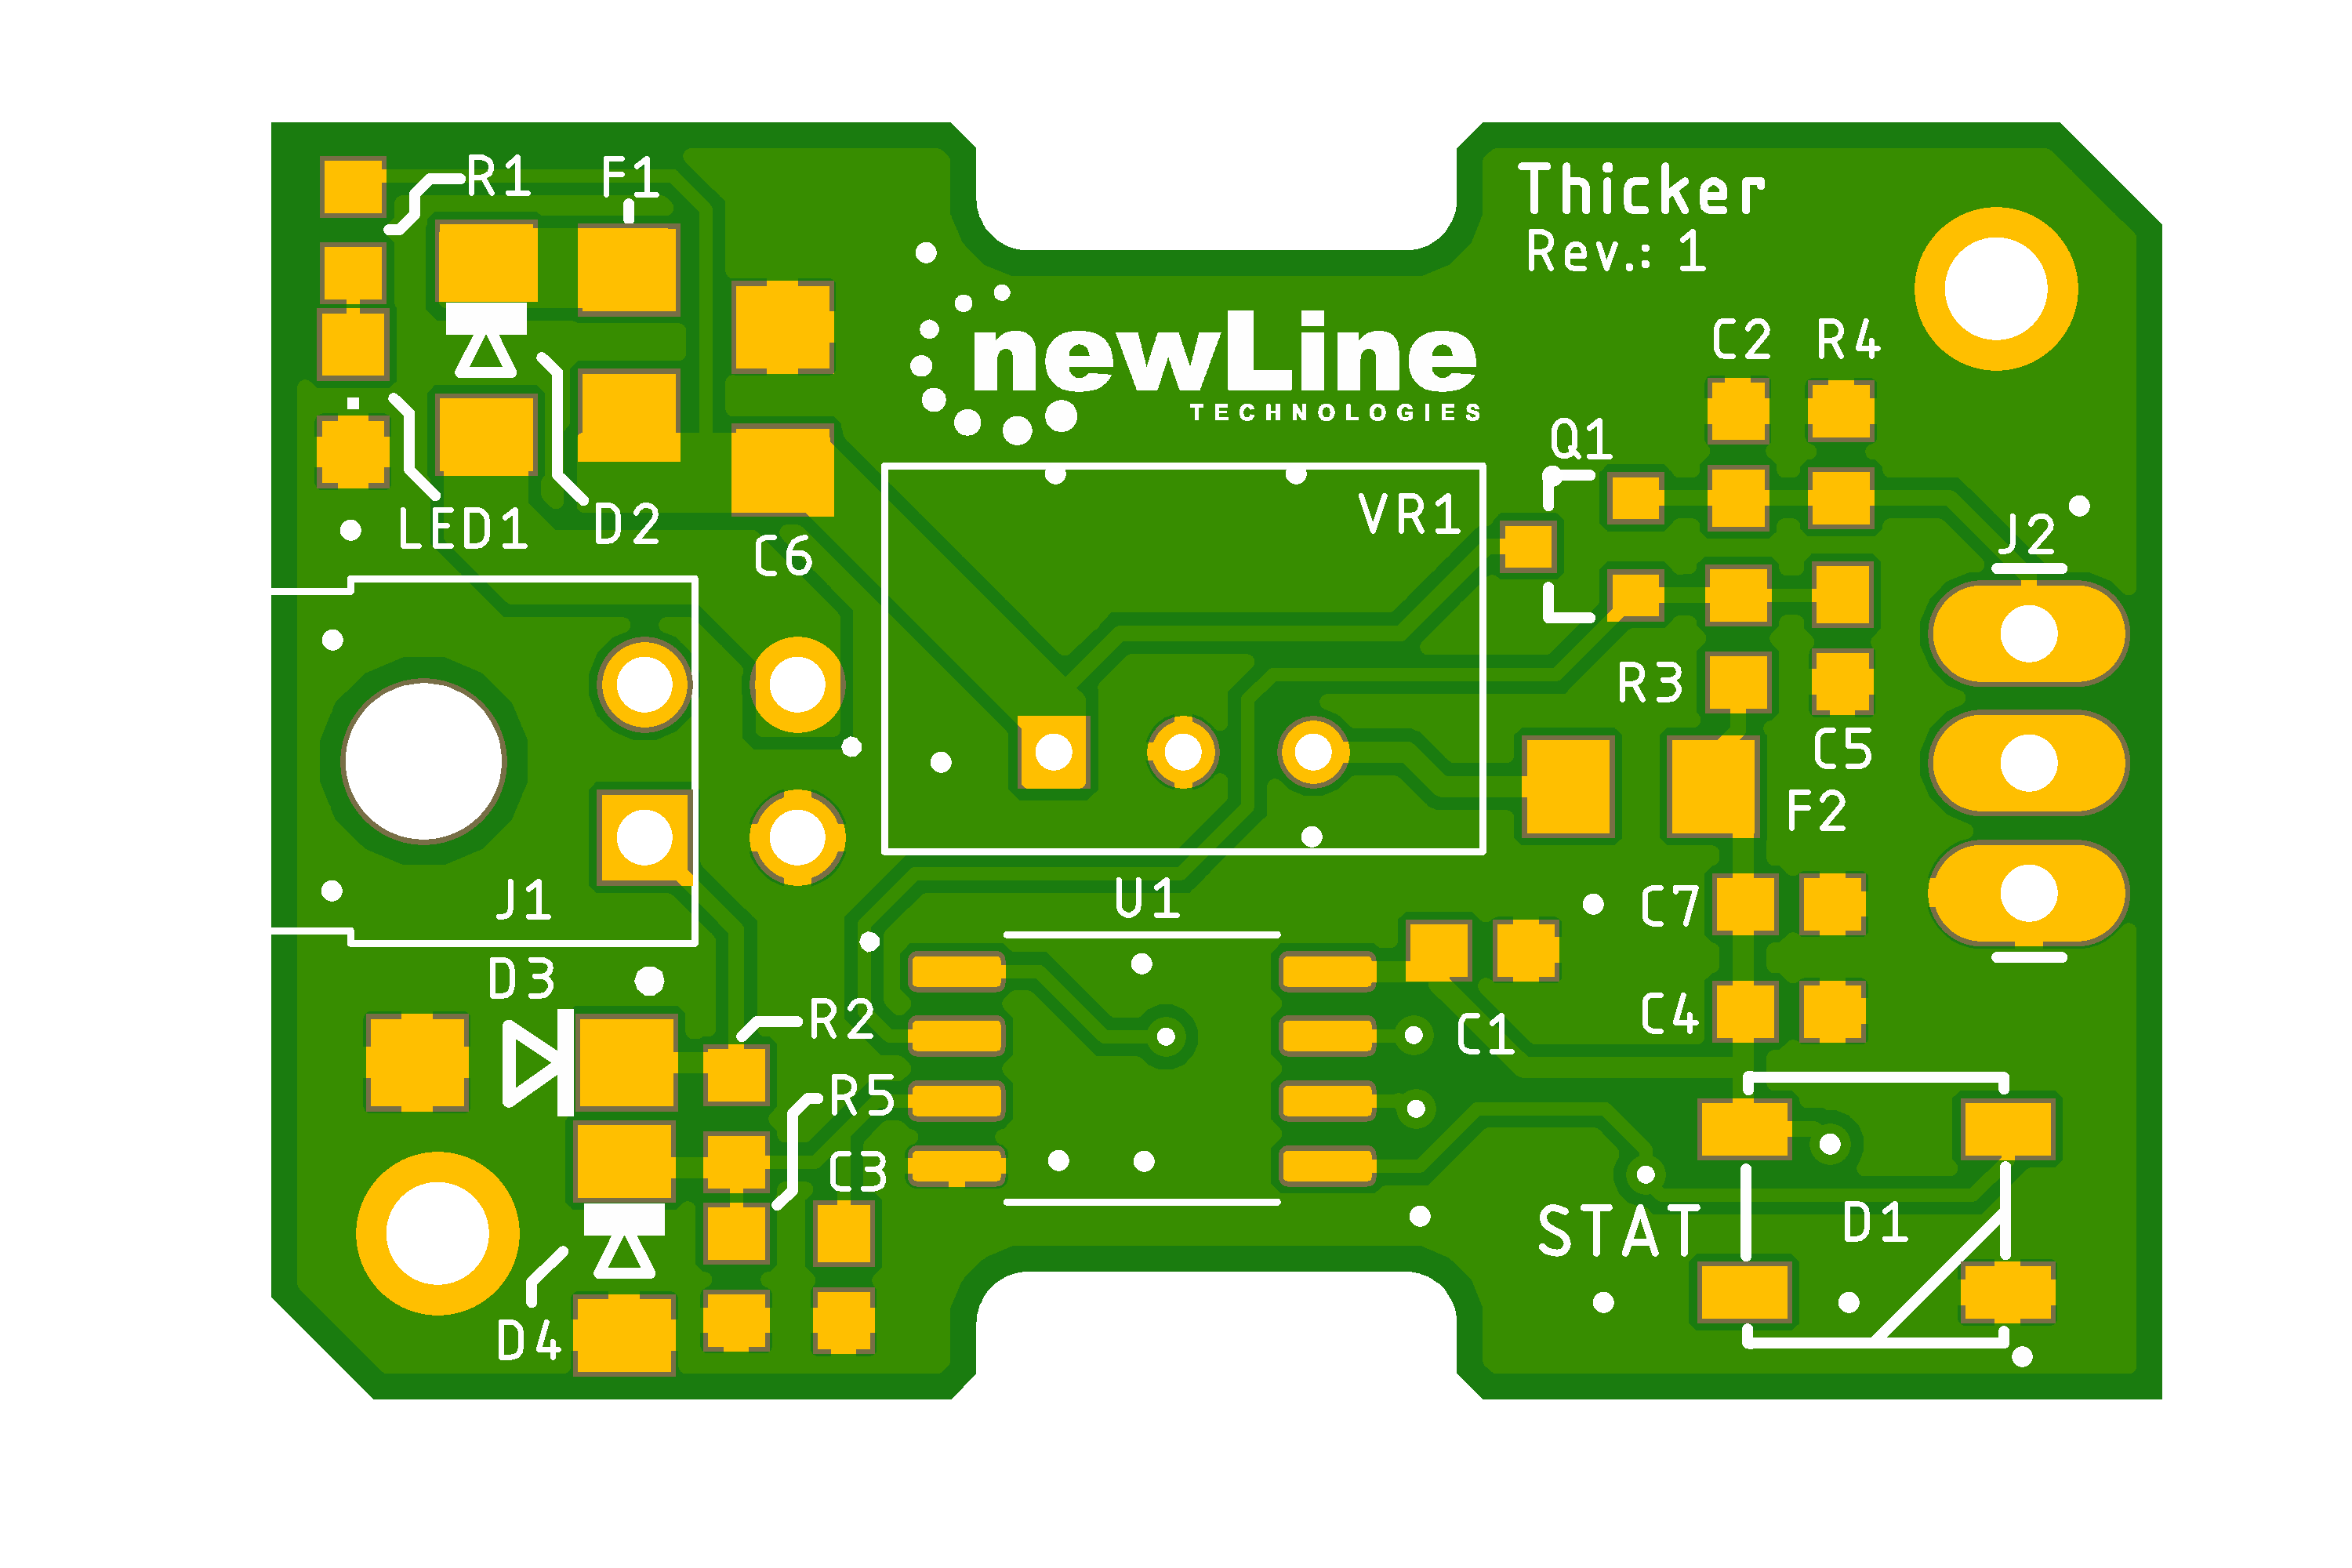 R1
F1
Thicker
Rev.: 1
newLine
TECHNOLOGIES
C2
R4
Q1
LED1
D2
VR1
C6
J2
R3
C5
F2
J1
U1
C7
D3
R2
C1
C4
R5
C3
STAT
D1
D4